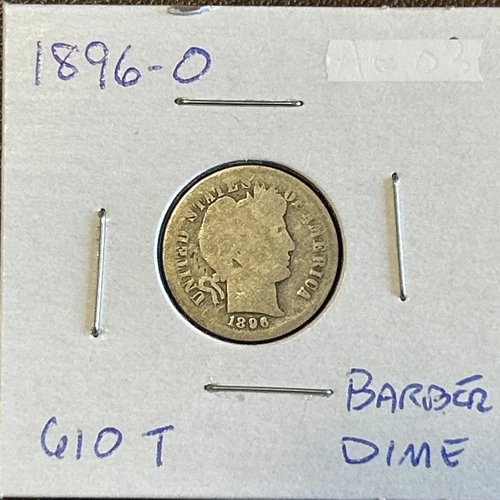 1896-O
UNITED STATES OF AMERICA
1896
BARBER
610 T
DIME